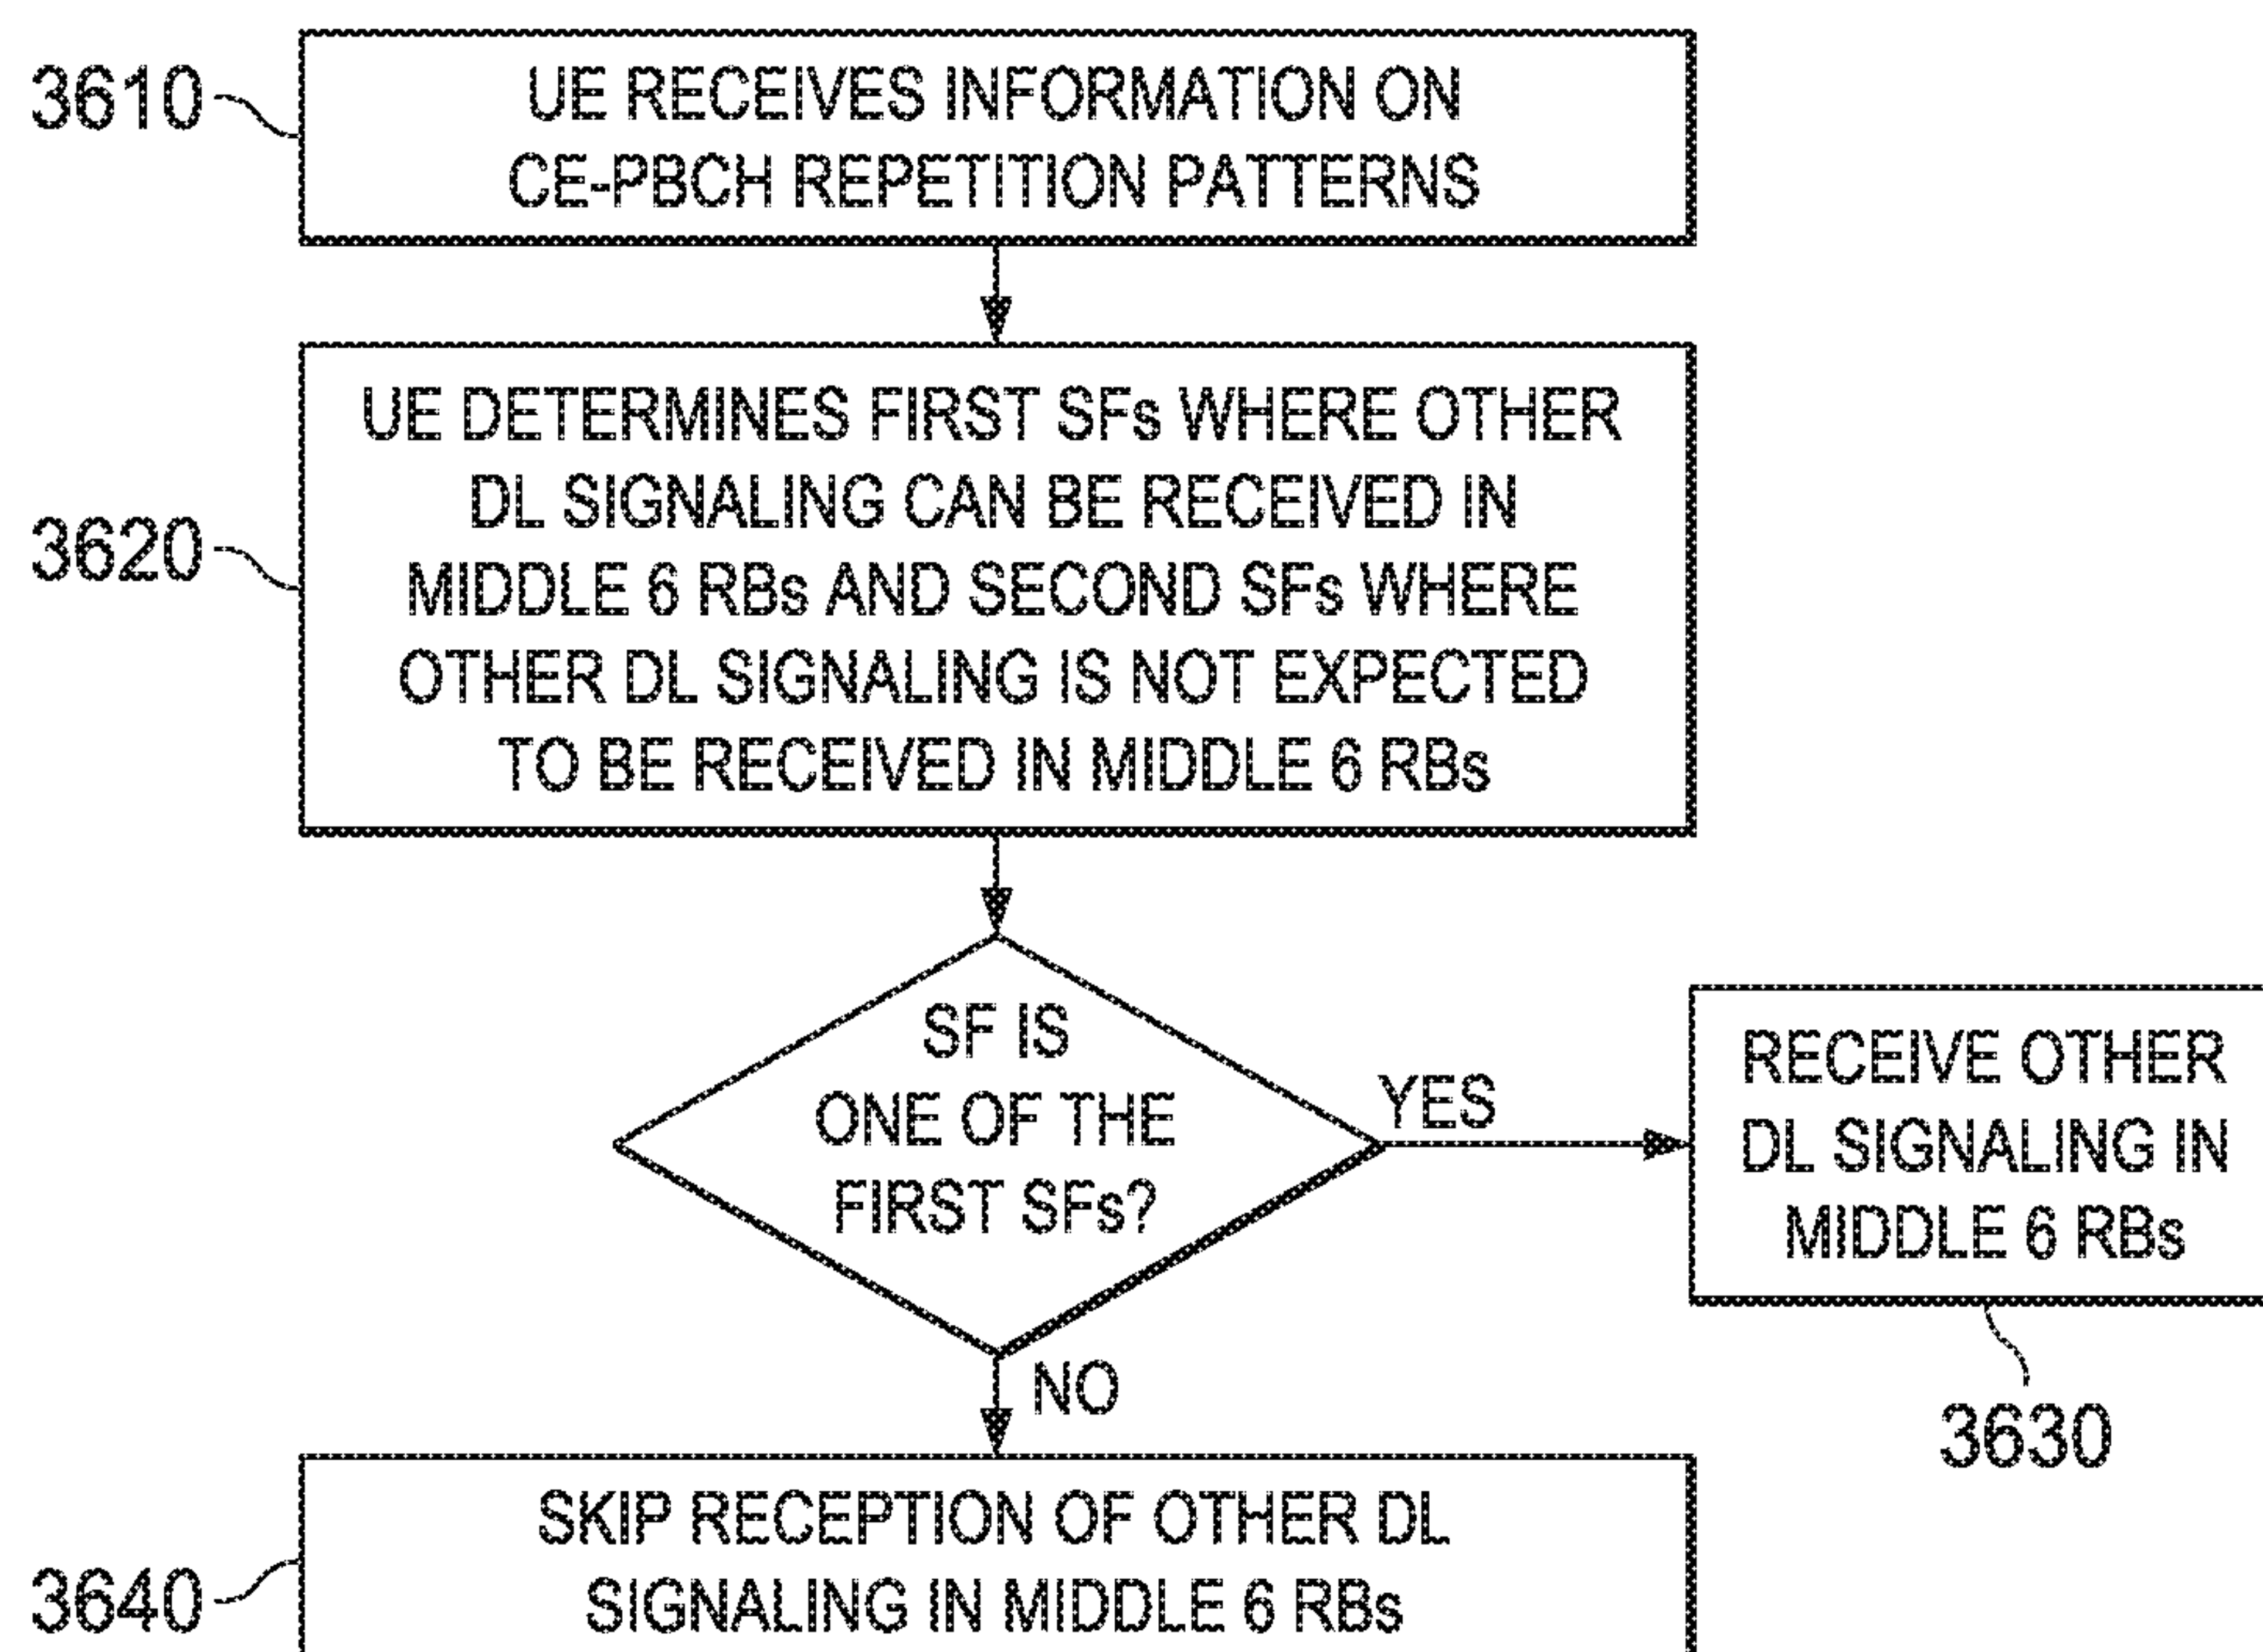 3610
UE RECEIVES INFORMATION ON
CE-PBCH REPETITION PATTERNS
3620
UE DETERMINES FIRST SFs WHERE OTHER
DL SIGNALING CAN BE RECEIVED IN
MIDDLE 6 RBs AND SECOND SFs WHERE
OTHER DL SIGNALING IS NOT EXPECTED
TO BE RECEIVED IN MIDDLE 6 RBs
SF IS
ONE OF THE
FIRST SFs?
YES
RECEIVE OTHER
DL SIGNALING IN
MIDDLE 6 RBs
3630
NO
3640
SKIP RECEPTION OF OTHER DL
SIGNALING IN MIDDLE 6 RBs